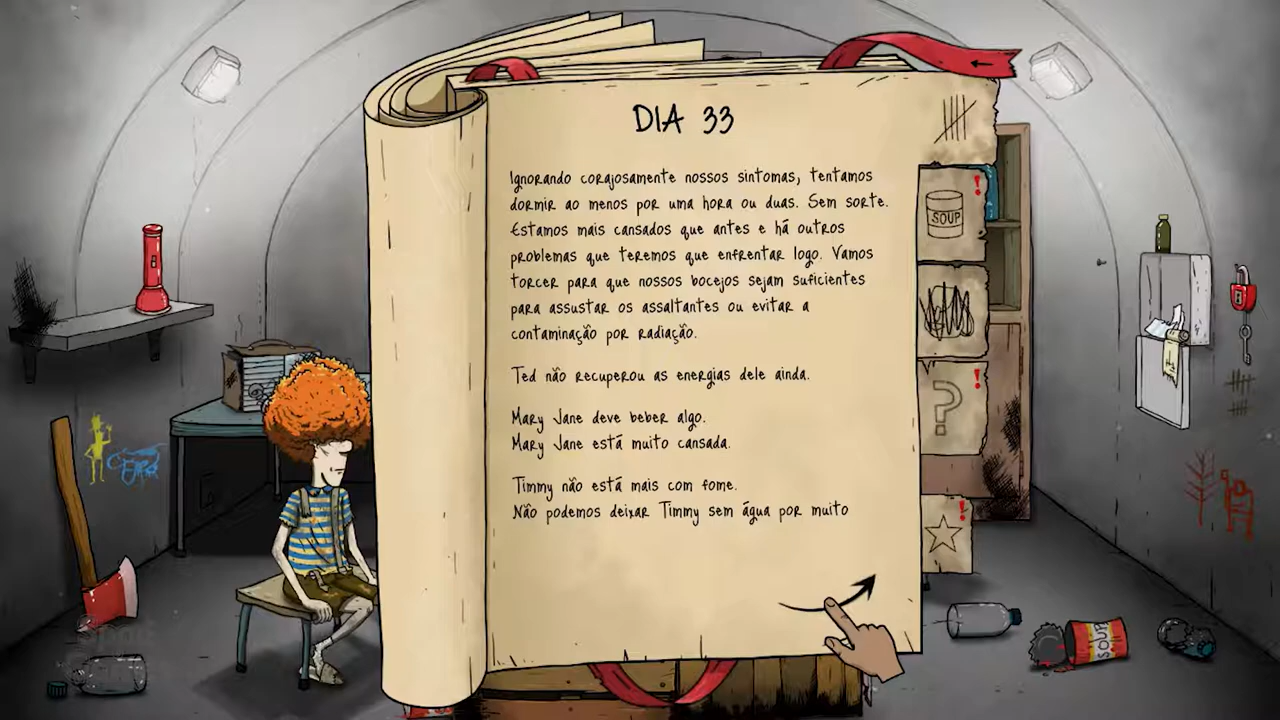 DIA 33
Ignorando corajosamente nossos sintomas, tentamos
dormir ao menos por uma hora ou duas. Sem sorte.
Estamos mais cansados que antes e há outros
problemas que teremos que enfrentar logo. Vamos
torcer para que nossos bocejos sejam suficientes
para assustar os assaltantes ou evitar a
contaminação por radiação.
Ted não recuperou as energias dele ainda.
Mary Jane deve beber algo.
Mary Jane está muito cansada.
Timmy não está mais com fome.
Não podemos deixar Timmy sem água por muito
SOUP
!
!
?
!
SOUP